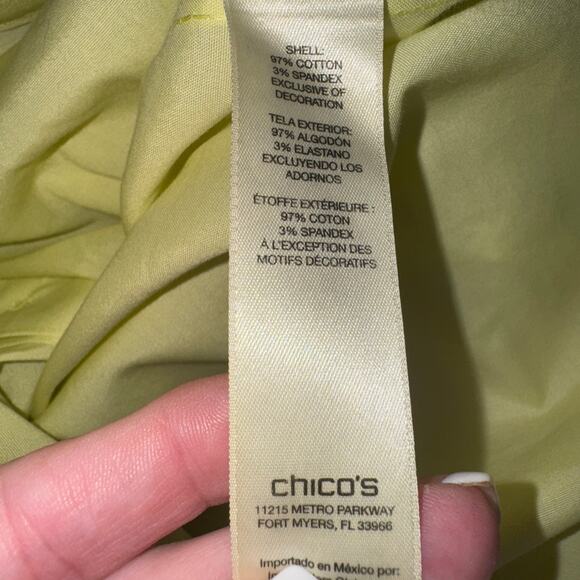 SHELL:
97% COTTON
3% SPANDEX
EXCLUSIVE OF
DECORATION
TELA EXTERIOR:
97% ALGODÓN
3% ELASTANO
EXCLUYENDO LOS
ADORNOS
ÉTOFFE EXTÉRIEURE :
97% COTON
3% SPANDEX
À L'EXCEPTION DES
MOTIFS DÉCORATIFS
chico's
11215 METRO PARKWAY
FORT MYERS, FL 33966
Importado en México por: